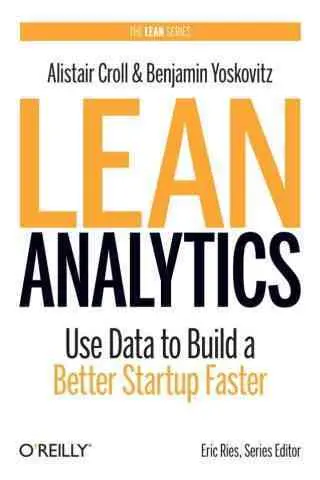 THE LEAN SERIES
Alistair Croll & Benjamin Yoskovitz
LEAN
ANALYTICS
Use Data to Build a
Better Startup Faster
O'REILLY®
Eric Ries, Series Editor